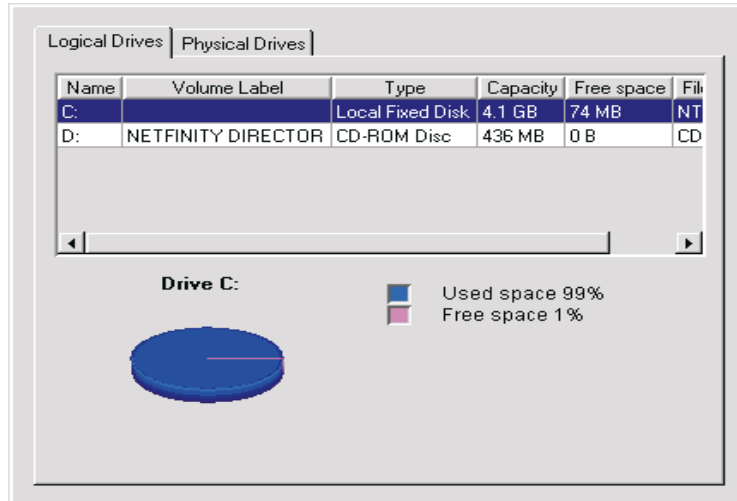 Logical Drives Physical Drives
Name Volume Label Type Capacity Free space Fil
C: Local Fixed Disk 4.1 GB 74 MB NT
D: NETFINITY DIRECTOR CD-ROM Disc 436 MB 0 B CD
Drive C:
Used space 99%
Free space 1%